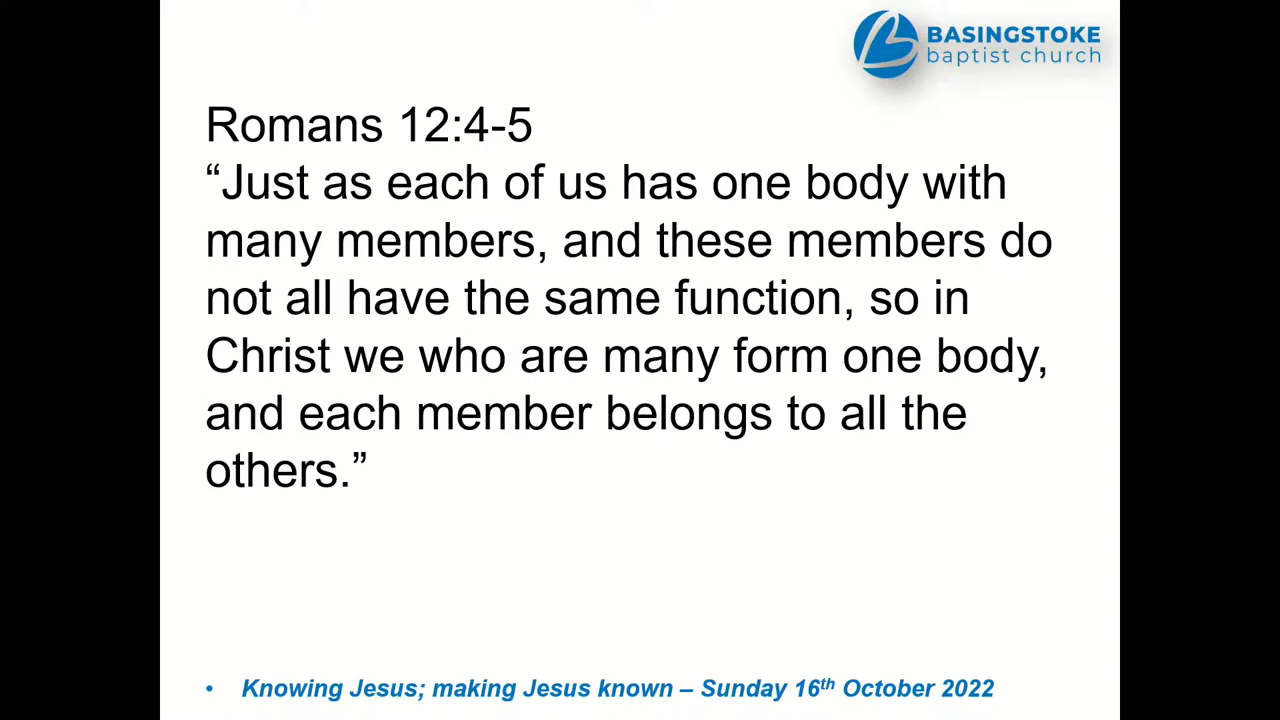 BASINGSTOKE
baptist church
Romans 12:4-5
“Just as each of us has one body with
many members, and these members do
not all have the same function, so in
Christ we who are many form one body,
and each member belongs to all the
others.”
• Knowing Jesus; making Jesus known – Sunday 16th October 2022